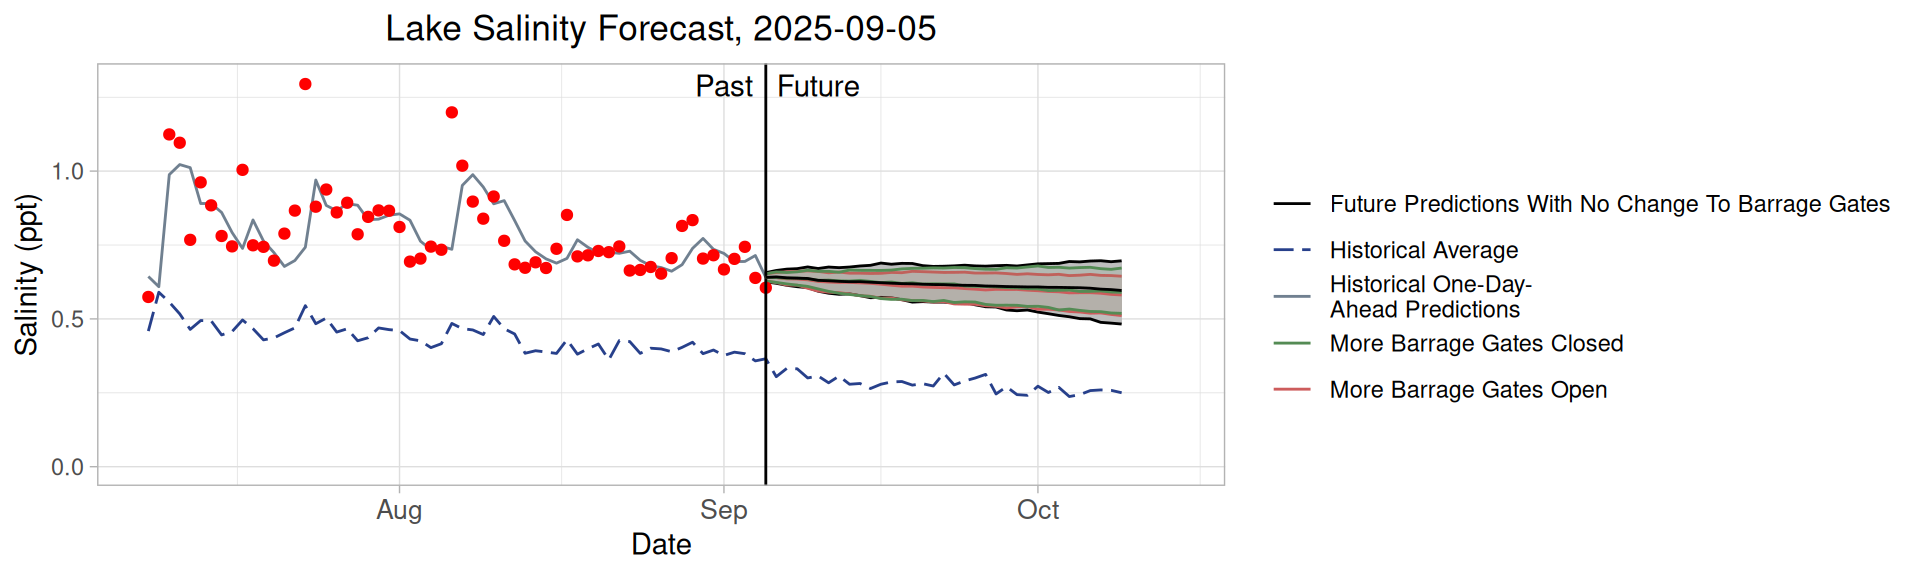 Lake Salinity Forecast, 2025-09-05
Past
Future
1.0
0.5
0.0
Salinity (ppt)
Aug
Sep
Oct
Date
Future Predictions With No Change To Barrage Gates
Historical Average
Historical One-Day-
Ahead Predictions
More Barrage Gates Closed
More Barrage Gates Open